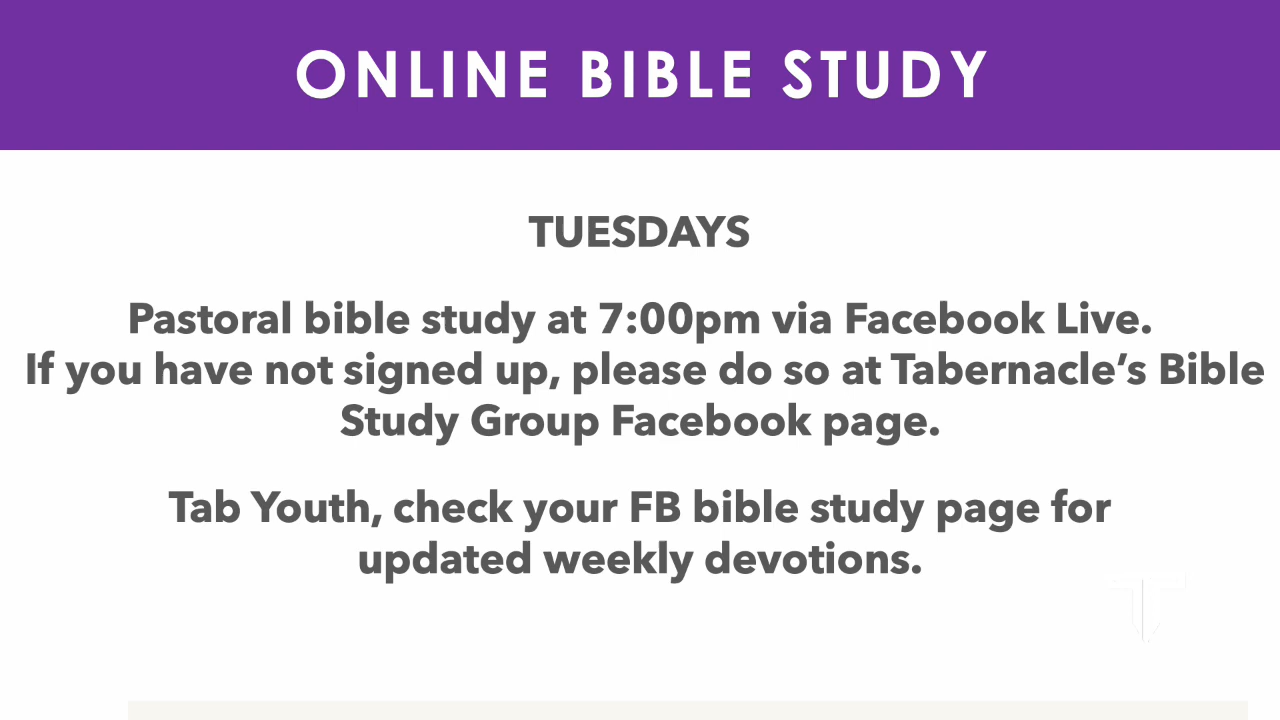 ONLINE BIBLE STUDY
TUESDAYS
Pastoral bible study at 7:00pm via Facebook Live.
If you have not signed up, please do so at Tabernacle’s Bible
Study Group Facebook page.
Tab Youth, check your FB bible study page for
updated weekly devotions.